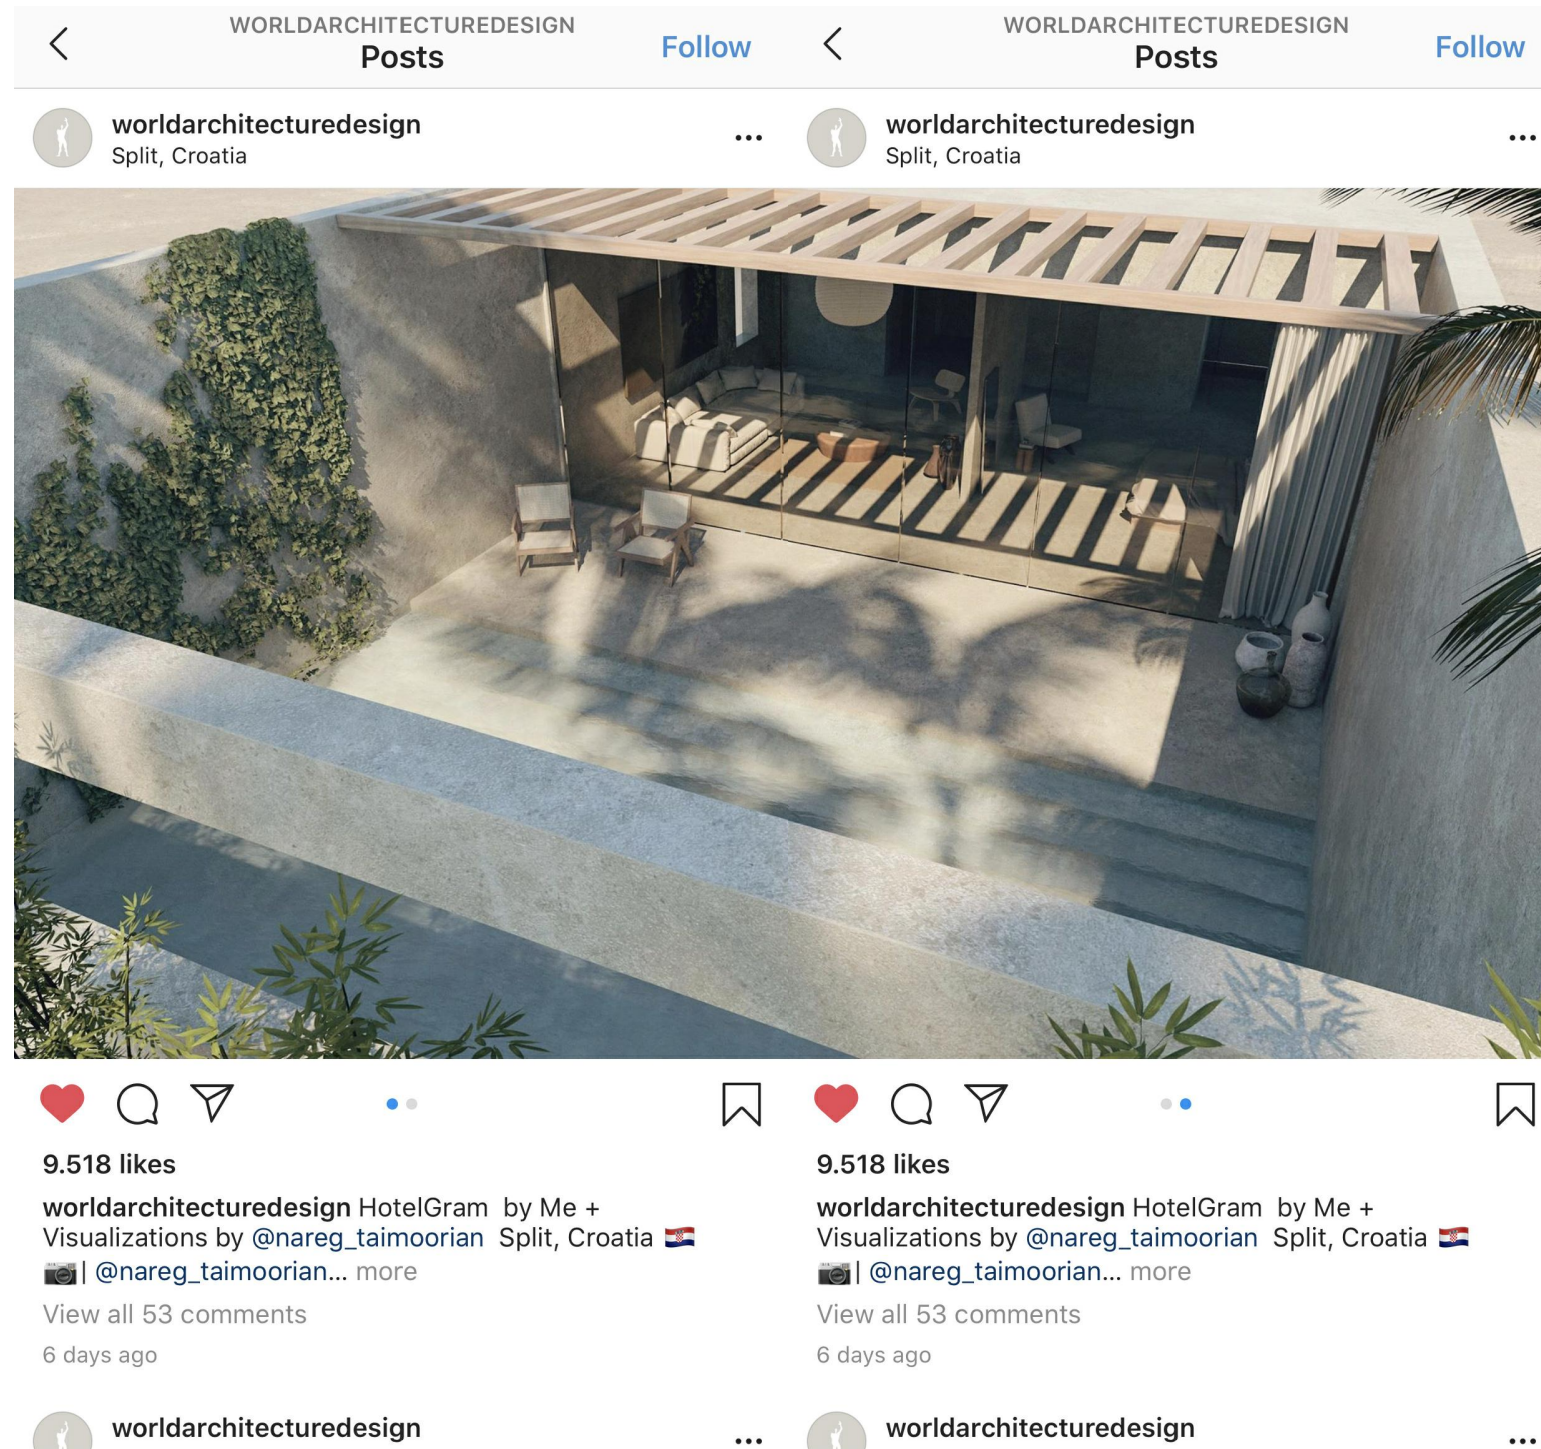 WORLDARCHITECTUREDESIGN
Posts
Follow
worldarchitecturedesign
Split, Croatia
9.518 likes
worldarchitecturedesign HotelGram by Me +
Visualizations by @nareg_taimoorian Split, Croatia 🇭🇷
📷| @nareg_taimoorian... more
View all 53 comments
6 days ago
worldarchitecturedesign
WORLDARCHITECTUREDESIGN
Posts
Follow
worldarchitecturedesign
Split, Croatia
9.518 likes
worldarchitecturedesign HotelGram by Me +
Visualizations by @nareg_taimoorian Split, Croatia 🇭🇷
📷| @nareg_taimoorian... more
View all 53 comments
6 days ago
worldarchitecturedesign